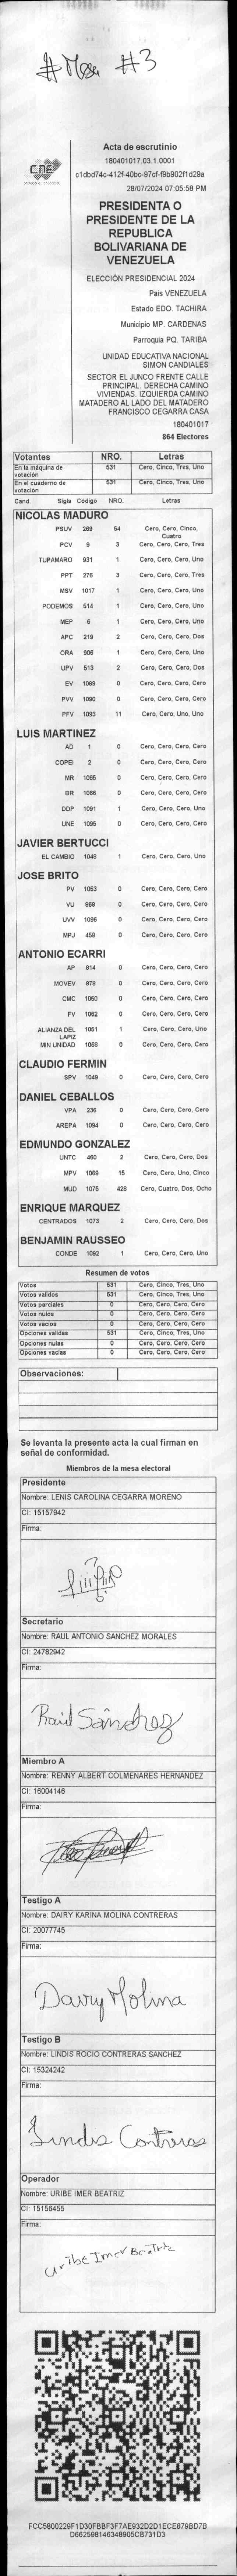 # Mesa #3
CNE
Acta de escrutinio
180401017.03.1.0001
c1dbd74c-412f-40bc-87cf-f8b902f1d28a
28/07/2024 07:05:58 PM
PRESIDENTA O
PRESIDENTE DE LA
REPUBLICA
BOLIVARIANA DE
VENEZUELA
ELECCIÓN PRESIDENCIAL 2024
Pais VENEZUELA
Estado EDO. TACHIRA
Municipio MP. CARDENAS
Parroquia PQ. TARIBA
UNIDAD EDUCATIVA NACIONAL
SIMON CANDIALES
SECTOR EL JUNCO FRENTE CALLE
PRINCIPAL. DERECHA CAMINO
VIVIENDAS. IZQUIERDA CAMINO
MATADERO AL LADO DEL MATADERO
FRANCISCO CEGARRA CASA
180401017
864 Electores
Votantes NRO. Letras
En la máquina de votación 531 Cero, Cinco, Tres, Uno
En el cuaderno de votación 531 Cero, Cinco, Tres, Uno
Cand. Sigla Código NRO. Letras
NICOLAS MADURO
PSUV 269 54 Cero, Cero, Cinco, Cuatro
PCV 9 3 Cero, Cero, Cero, Tres
TUPAMARO 931 1 Cero, Cero, Cero, Uno
PPT 276 3 Cero, Cero, Cero, Tres
MSV 1017 1 Cero, Cero, Cero, Uno
PODEMOS 514 1 Cero, Cero, Cero, Uno
MEP 6 1 Cero, Cero, Cero, Uno
APC 219 2 Cero, Cero, Cero, Dos
ORA 906 1 Cero, Cero, Cero, Uno
UPV 513 2 Cero, Cero, Cero, Dos
EV 1089 0 Cero, Cero, Cero, Cero
PVV 1090 0 Cero, Cero, Cero, Cero
PFV 1093 11 Cero, Cero, Uno, Uno
LUIS MARTINEZ
AD 1 0 Cero, Cero, Cero, Cero
COPEI 2 0 Cero, Cero, Cero, Cero
MR 1065 0 Cero, Cero, Cero, Cero
BR 1066 0 Cero, Cero, Cero, Cero
DDP 1091 1 Cero, Cero, Cero, Uno
UNE 1095 0 Cero, Cero, Cero, Cero
JAVIER BERTUCCI
EL CAMBIO 1048 1 Cero, Cero, Cero, Uno
JOSE BRITO
PV 1053 0 Cero, Cero, Cero, Cero
VU 969 0 Cero, Cero, Cero, Cero
UVV 1096 0 Cero, Cero, Cero, Cero
MPJ 459 0 Cero, Cero, Cero, Cero
ANTONIO ECARRI
AP 814 0 Cero, Cero, Cero, Cero
MOVEV 979 0 Cero, Cero, Cero, Cero
CMC 1050 0 Cero, Cero, Cero, Cero
FV 1062 0 Cero, Cero, Cero, Cero
ALIANZA DEL LAPIZ 1051 1 Cero, Cero, Cero, Uno
MIN UNIDAD 1068 0 Cero, Cero, Cero, Cero
CLAUDIO FERMIN
SPV 1049 0 Cero, Cero, Cero, Cero
DANIEL CEBALLOS
VPA 236 0 Cero, Cero, Cero, Cero
AREPA 1094 0 Cero, Cero, Cero, Cero
EDMUNDO GONZALEZ
UNTC 460 2 Cero, Cero, Cero, Dos
MPV 1069 15 Cero, Cero, Uno, Cinco
MUD 1075 428 Cero, Cuatro, Dos, Ocho
ENRIQUE MARQUEZ
CENTRADOS 1073 2 Cero, Cero, Cero, Dos
BENJAMIN RAUSSEO
CONDE 1092 1 Cero, Cero, Cero, Uno
Resumen de votos
Votos 531 Cero, Cinco, Tres, Uno
Votos validos 531 Cero, Cinco, Tres, Uno
Votos parciales 0 Cero, Cero, Cero, Cero
Votos nulos 0 Cero, Cero, Cero, Cero
Votos vacios 0 Cero, Cero, Cero, Cero
Opciones validas 531 Cero, Cinco, Tres, Uno
Opciones nulas 0 Cero, Cero, Cero, Cero
Opciones vacias 0 Cero, Cero, Cero, Cero
Observaciones:
Se levanta la presente acta la cual firman en
señal de conformidad.
Miembros de la mesa electoral
Presidente
Nombre: LENIS CAROLINA CEGARRA MORENO
CI: 15157942
Firma:
Secretario
Nombre: RAUL ANTONIO SANCHEZ MORALES
CI: 24782942
Firma:
Raúl Sánchez
Miembro A
Nombre: RENNY ALBERT COLMENARES HERNANDEZ
CI: 16004146
Firma:
Testigo A
Nombre: DAIRY KARINA MOLINA CONTRERAS
CI: 20077745
Firma:
Dairy Molina
Testigo B
Nombre: LINDIS ROCIO CONTRERAS SANCHEZ
CI: 15324242
Firma:
Lindis Contreras
Operador
Nombre: URIBE IMER BEATRIZ
CI: 15156455
Firma:
Uribe Imer Beatriz
FCC5800229F1D30FBBF3F7AE932D2D1ECE879BD7B
D662598146348905CB731D3